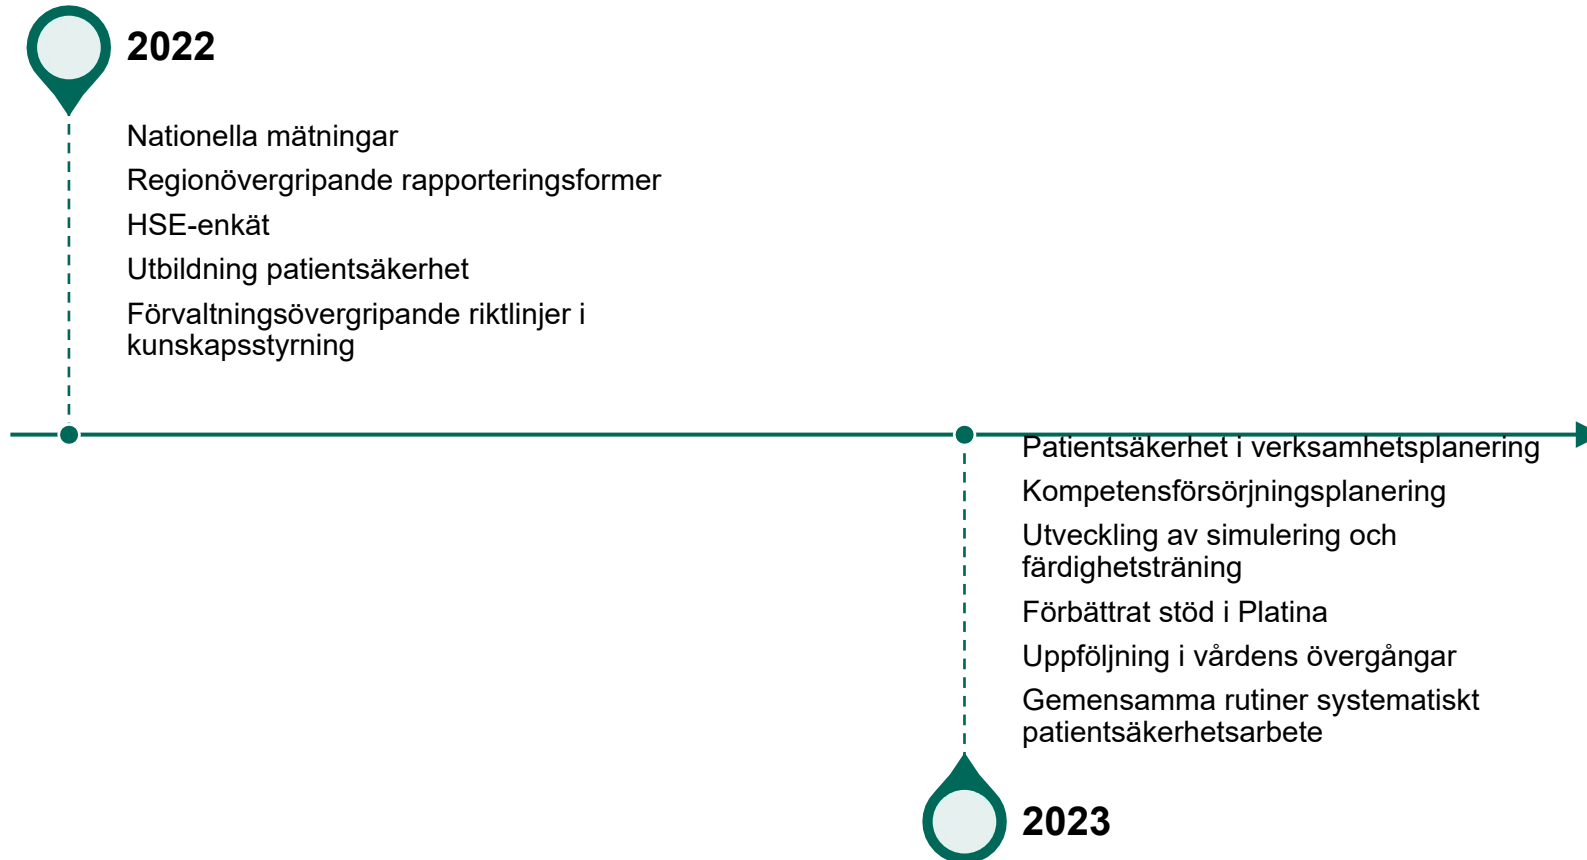 2022
Nationella mätningar
Regionövergripande rapporteringsformer
HSE-enkät
Utbildning patientsäkerhet
Förvaltningsövergripande riktlinjer i
kunskapsstyrning
Patientsäkerhet i verksamhetsplanering
Kompetensförsörjningsplanering
Utveckling av simulering och
färdighetsträning
Förbättrat stöd i Platina
Uppföljning i vårdens övergångar
Gemensamma rutiner systematiskt
patientsäkerhetsarbete
2023